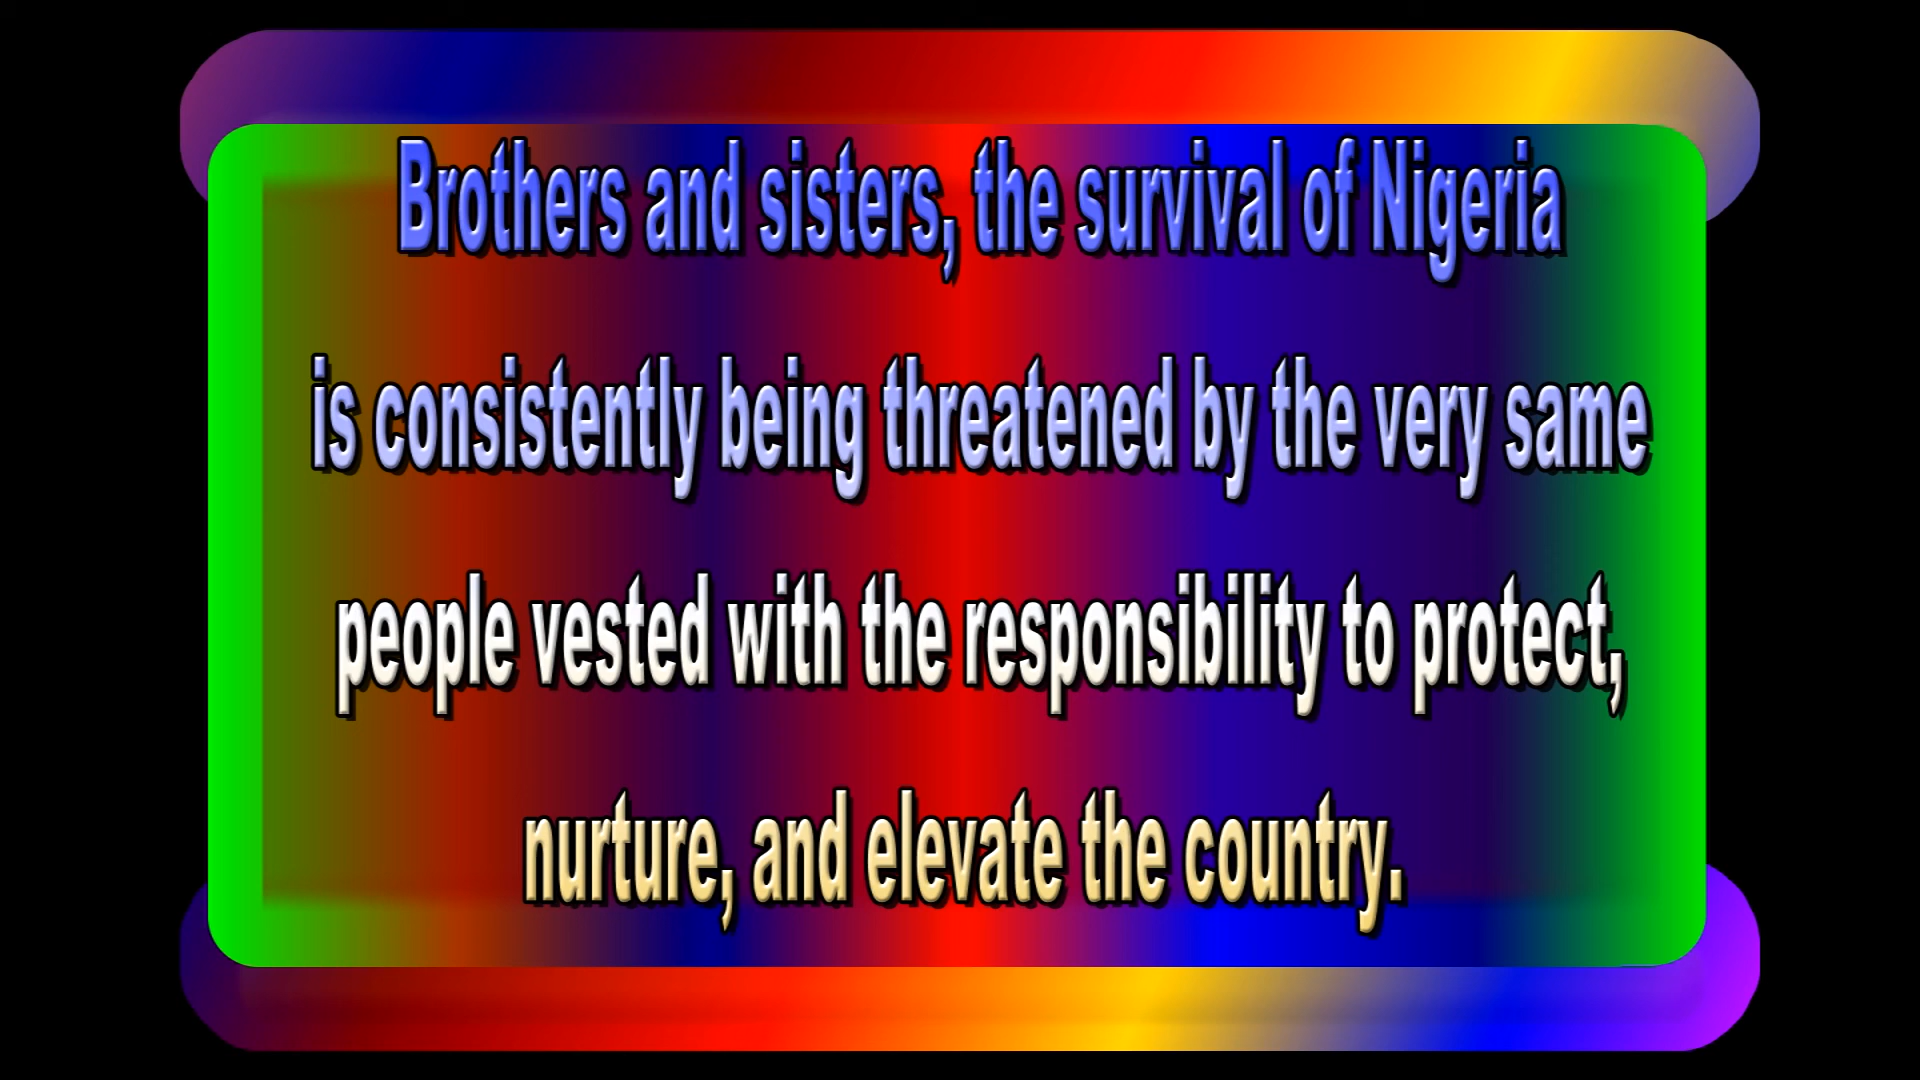 Brothers and sisters, the survival of Nigeria
is consistently being threatened by the very same
people vested with the responsibility to protect,
nurture, and elevate the country.